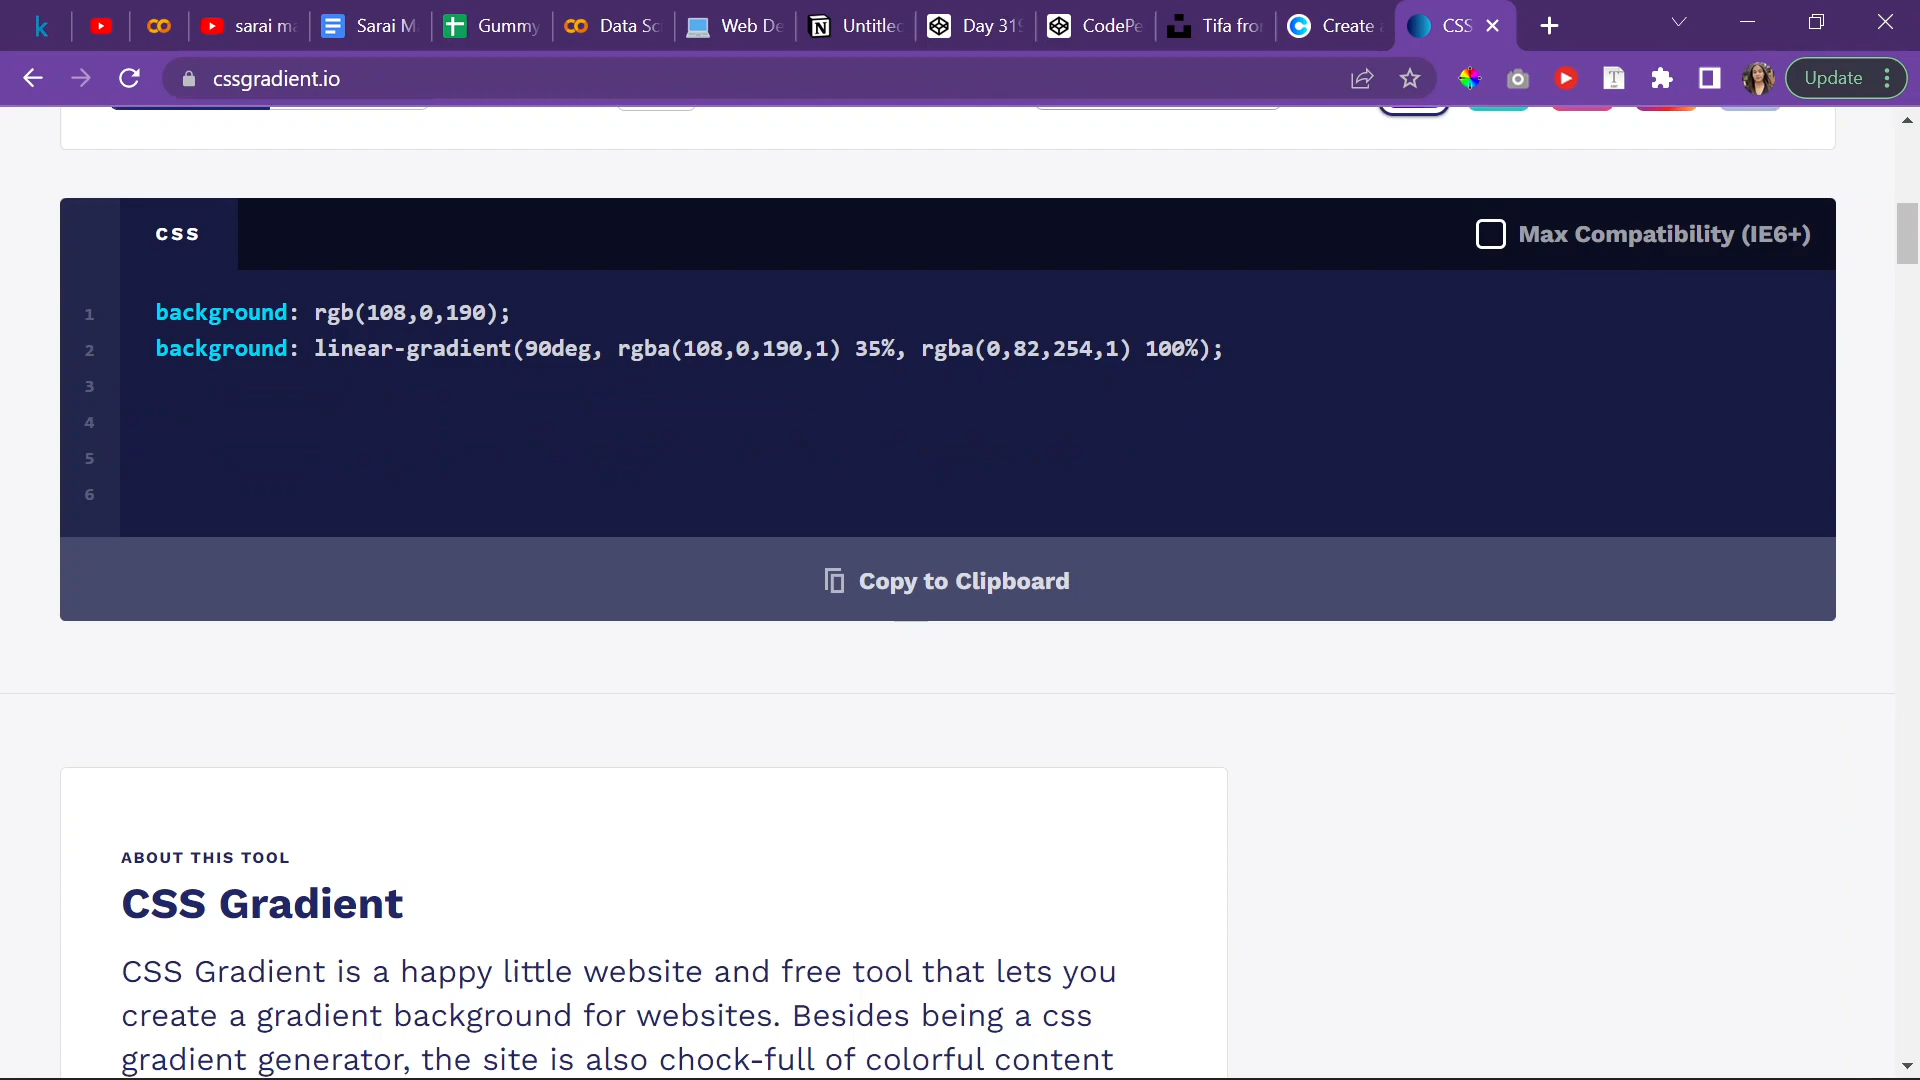 sarai ma
Sarai M
Gummy
Data Sc
Web De
Untitled
Day 319
CodePe
Tifa fro
Create a
CSS
cssgradient.io
Update
CSS
Max Compatibility (IE6+)
1 background: rgb(108,0,190);
2 background: linear-gradient(90deg, rgba(108,0,190,1) 35%, rgba(0,82,254,1) 100%);
3
4
5
6
Copy to Clipboard
ABOUT THIS TOOL
CSS Gradient
CSS Gradient is a happy little website and free tool that lets you
create a gradient background for websites. Besides being a css
gradient generator, the site is also chock-full of colorful content